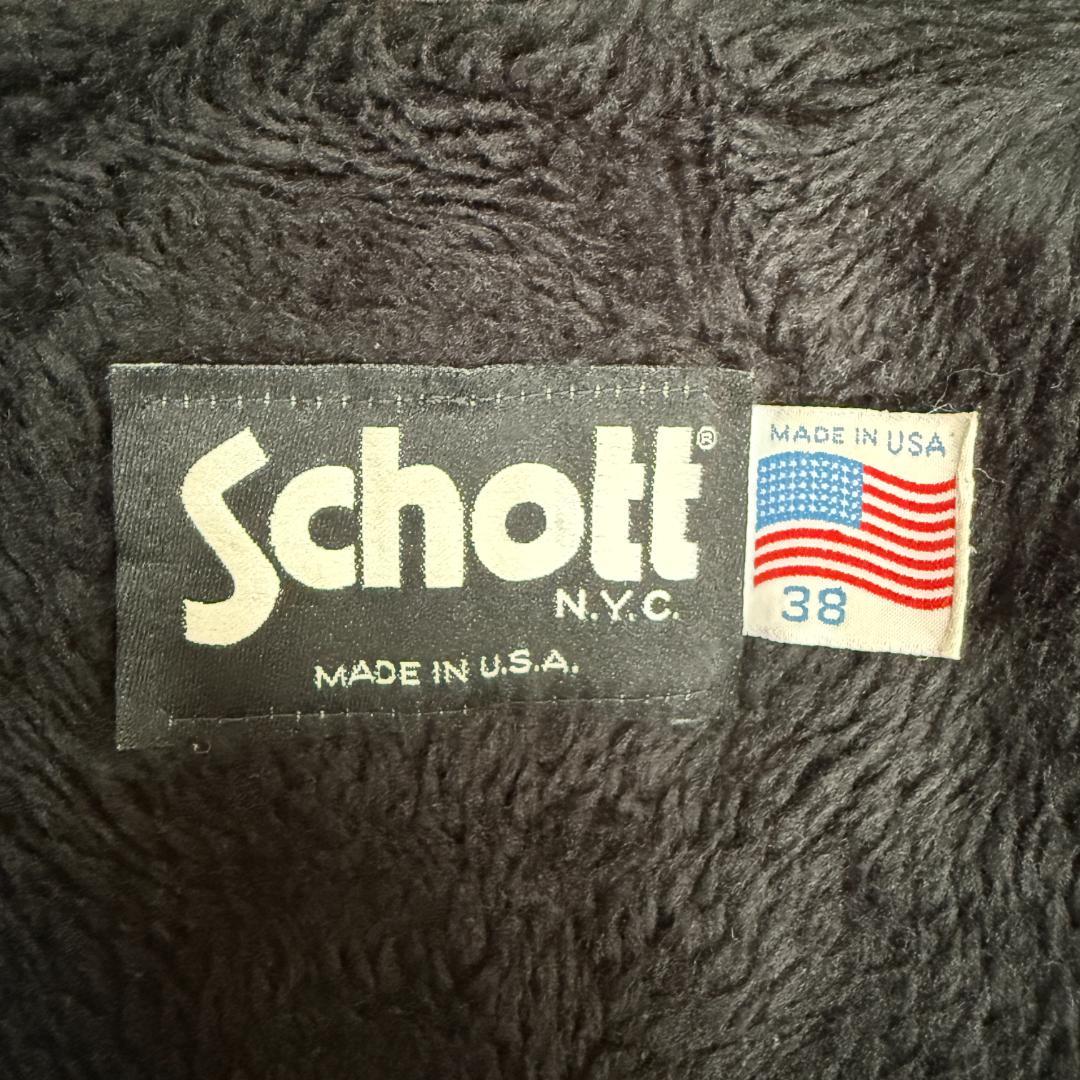 Schott®
N.Y.C.
MADE IN U.S.A.
MADE IN USA
38